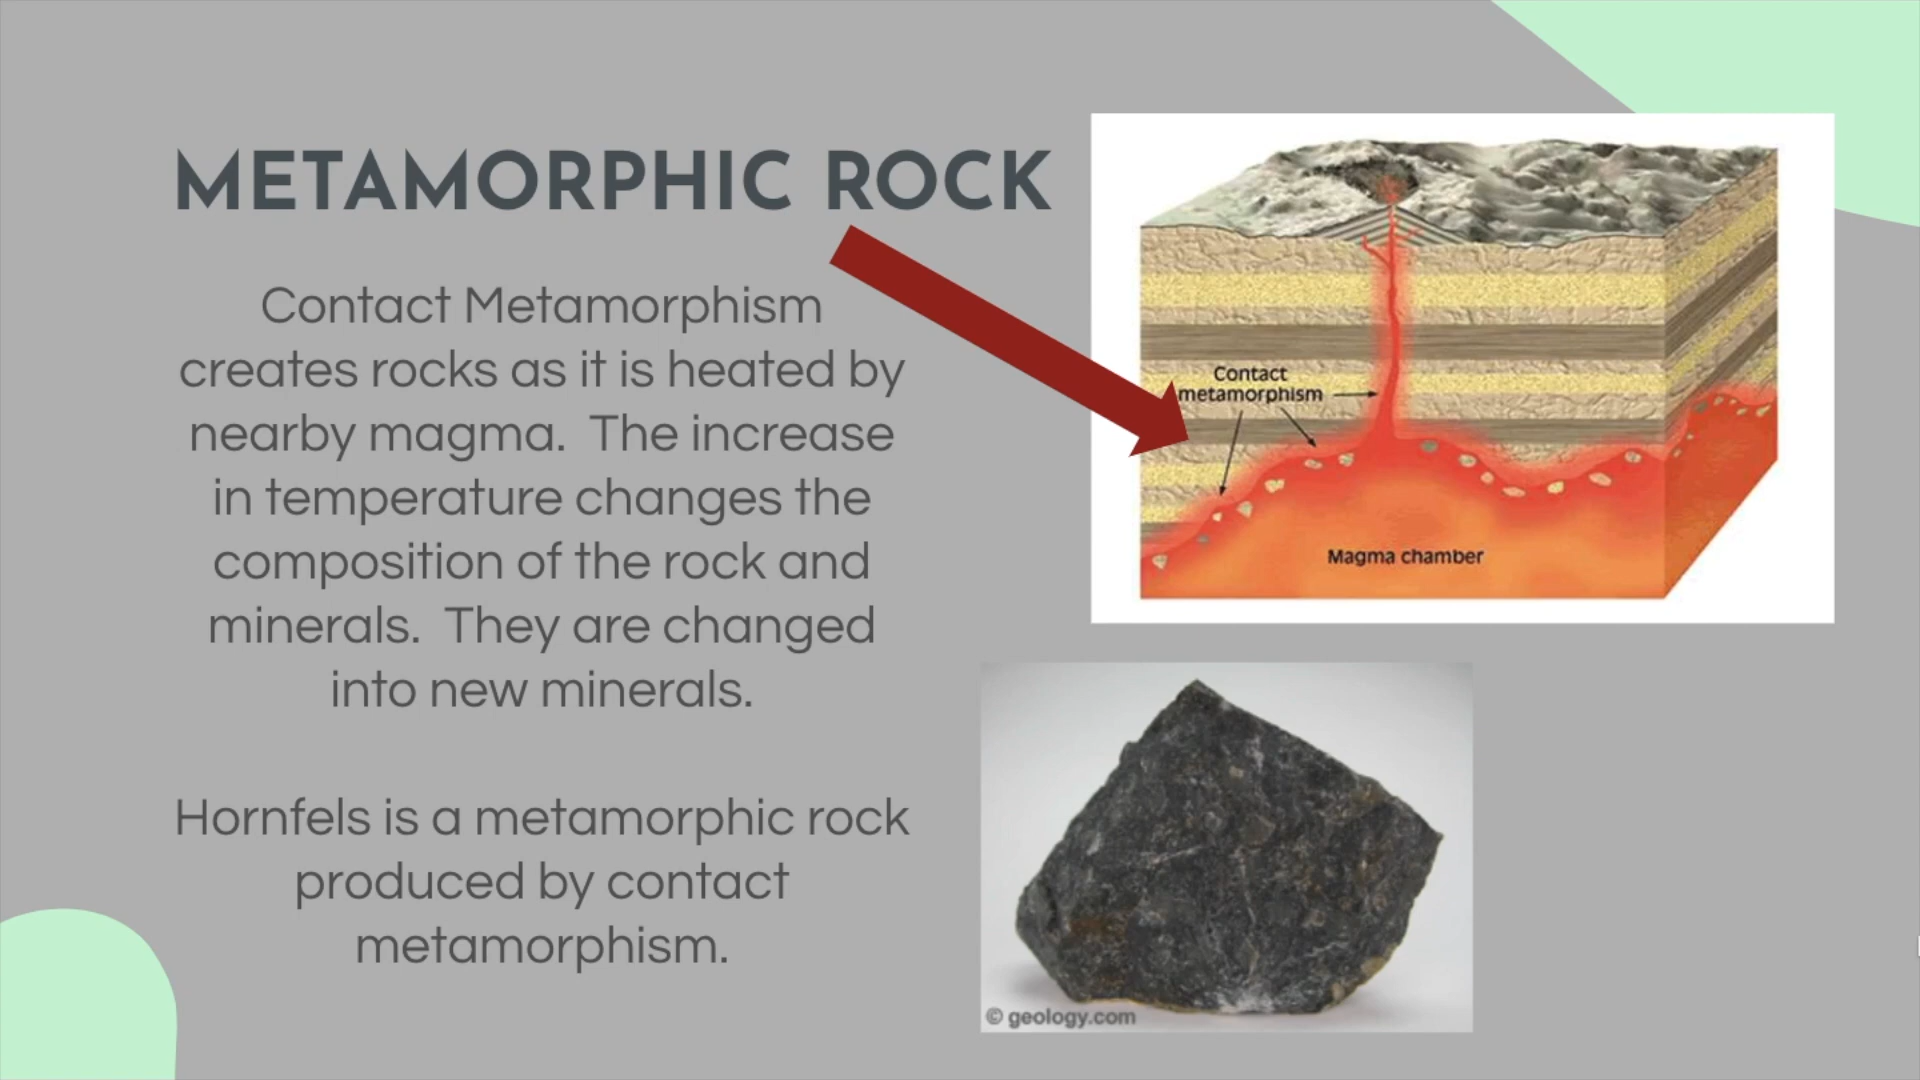 METAMORPHIC ROCK
Contact Metamorphism
creates rocks as it is heated by
nearby magma.  The increase
in temperature changes the
composition of the rock and
minerals.  They are changed
into new minerals.
Hornfels is a metamorphic rock
produced by contact
metamorphism.
Contact
metamorphism
Magma chamber
© geology.com